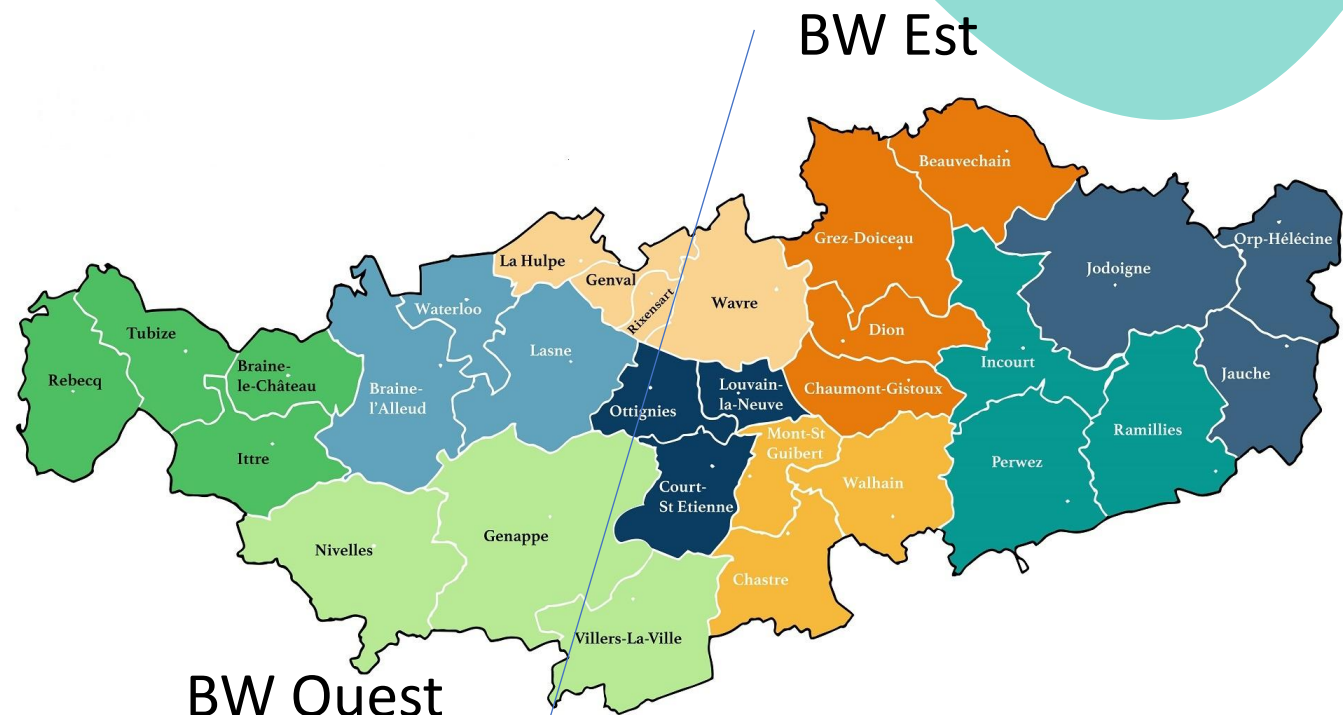 BW Est
Beauvechain
Grez-Doiceau
Orp-Hélécine
La Hulpe
Genval
Jodoigne
Rixensart
Wavre
Waterloo
Tubize
Dion
Lasne
Incourt
Braine-
le-Château
Rebecq
Jauche
Braine-
l'Alleud
Louvain-
la-Neuve
Chaumont-Gistoux
Ottignies
Mont-St
Guibert
Ramillies
Ittre
Perwez
Walhain
Court-
St Etienne
Genappe
Nivelles
Chastre
Villers-La-Ville
BW Ouest